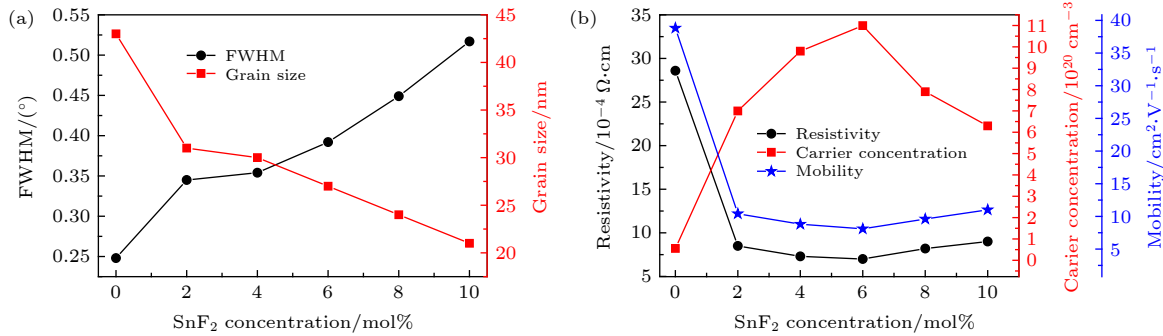 (a)
0.55
0.50
0.45
0.40
0.35
0.30
0.25
FWHM/(°)
FWHM
Grain size
45
40
35
30
25
20
Grain size/nm
0 2 4 6 8 10
SnF2 concentration/mol%
(b)
35
30
25
20
15
10
5
Resistivity/10−4 Ω·cm
Resistivity
Carrier concentration
Mobility
11
10
9
8
7
6
5
4
3
2
1
0
Carrier concentration/1020 cm−3
40
35
30
25
20
15
10
5
Mobility/cm2·V−1·s−1
0 2 4 6 8 10
SnF2 concentration/mol%